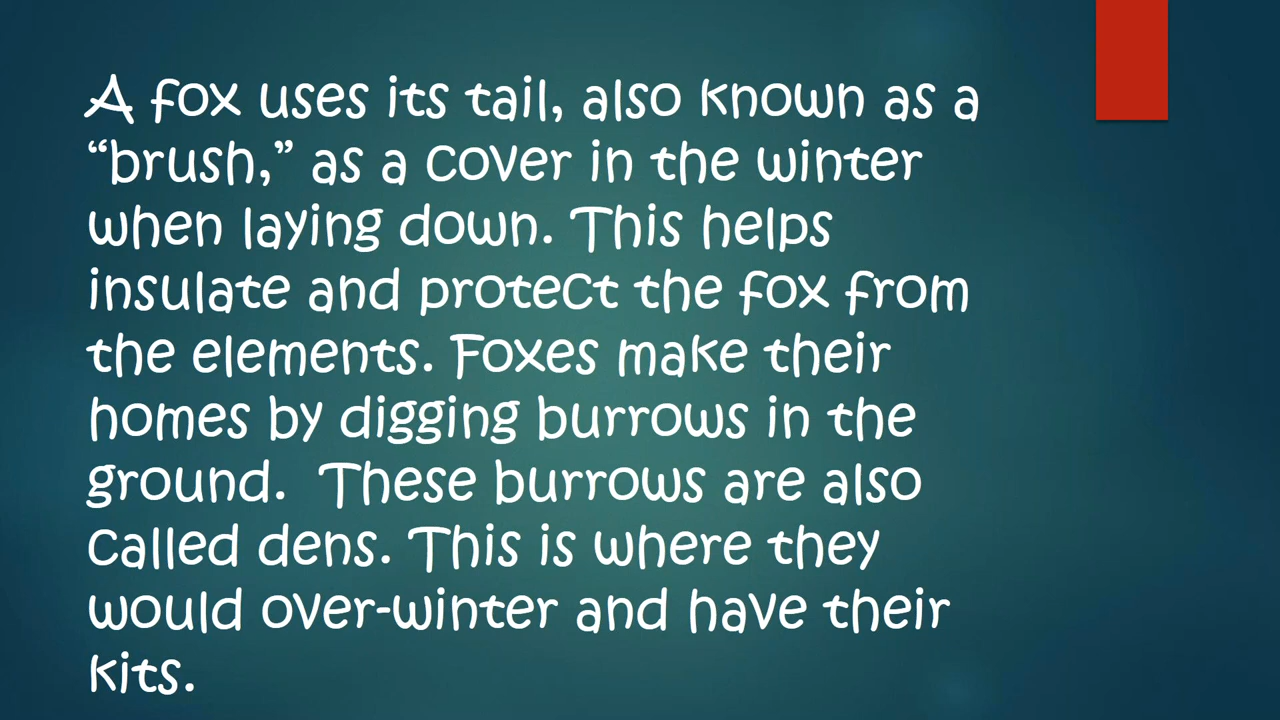 A fox uses its tail, also known as a
“brush,” as a cover in the winter
when laying down. This helps
insulate and protect the fox from
the elements. Foxes make their
homes by digging burrows in the
ground.  These burrows are also
called dens. This is where they
would over-winter and have their
kits.